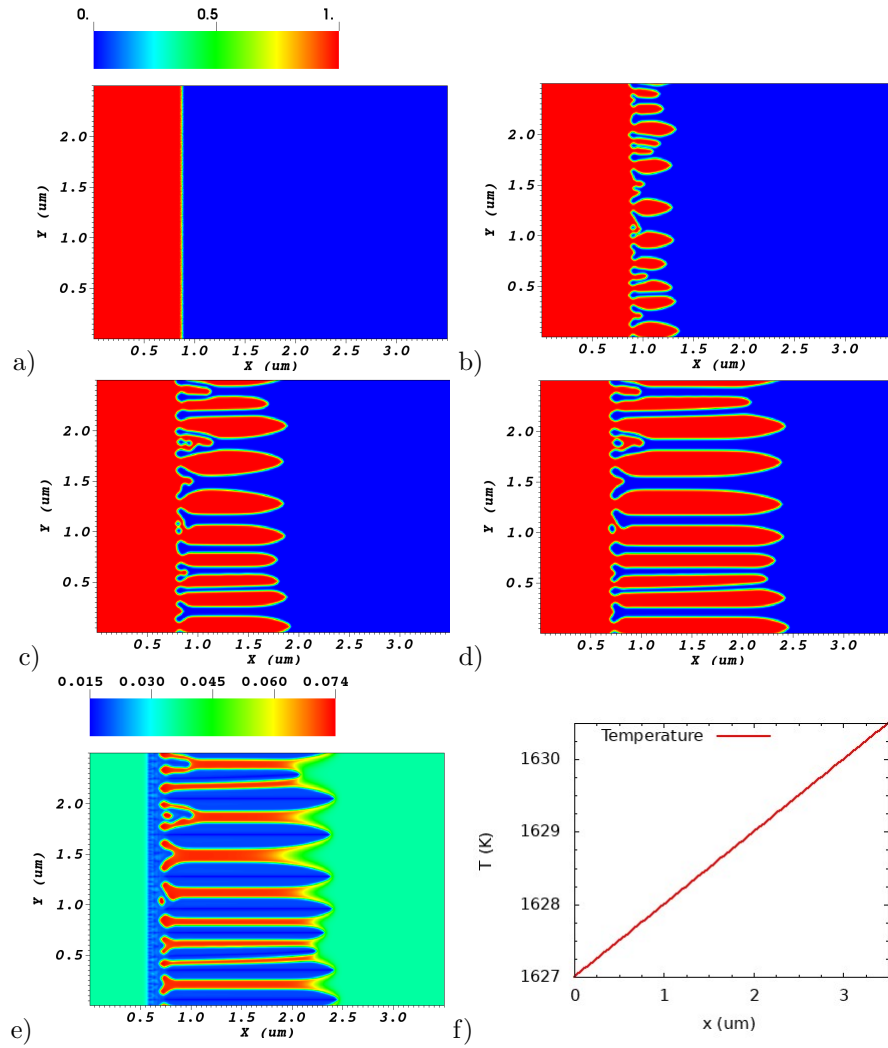 0. 0.5 1.
2.0
1.5
1.0
0.5
Y (um)
0.5 1.0 1.5 2.0 2.5 3.0
X (um)
a)
2.0
1.5
1.0
0.5
Y (um)
0.5 1.0 1.5 2.0 2.5 3.0
X (um)
b)
2.0
1.5
1.0
0.5
Y (um)
0.5 1.0 1.5 2.0 2.5 3.0
X (um)
c)
2.0
1.5
1.0
0.5
Y (um)
0.5 1.0 1.5 2.0 2.5 3.0
X (um)
d)
0.015 0.030 0.045 0.060 0.074
2.0
1.5
1.0
0.5
Y (um)
0.5 1.0 1.5 2.0 2.5 3.0
X (um)
e)
Temperature
1630
1629
1628
1627
T (K)
0 1 2 3
x (um)
f)